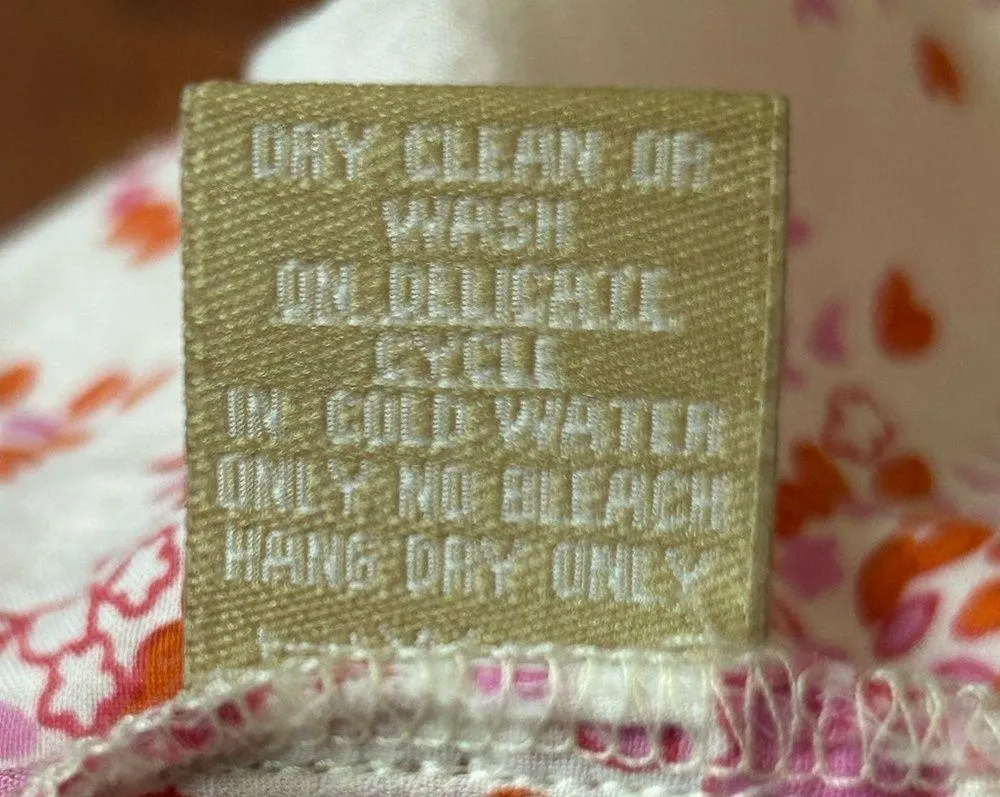 DRY CLEAN OR
WASH
ON DELICATE
CYCLE
IN COLD WATER
ONLY NO BLEACH
HANG DRY ONLY